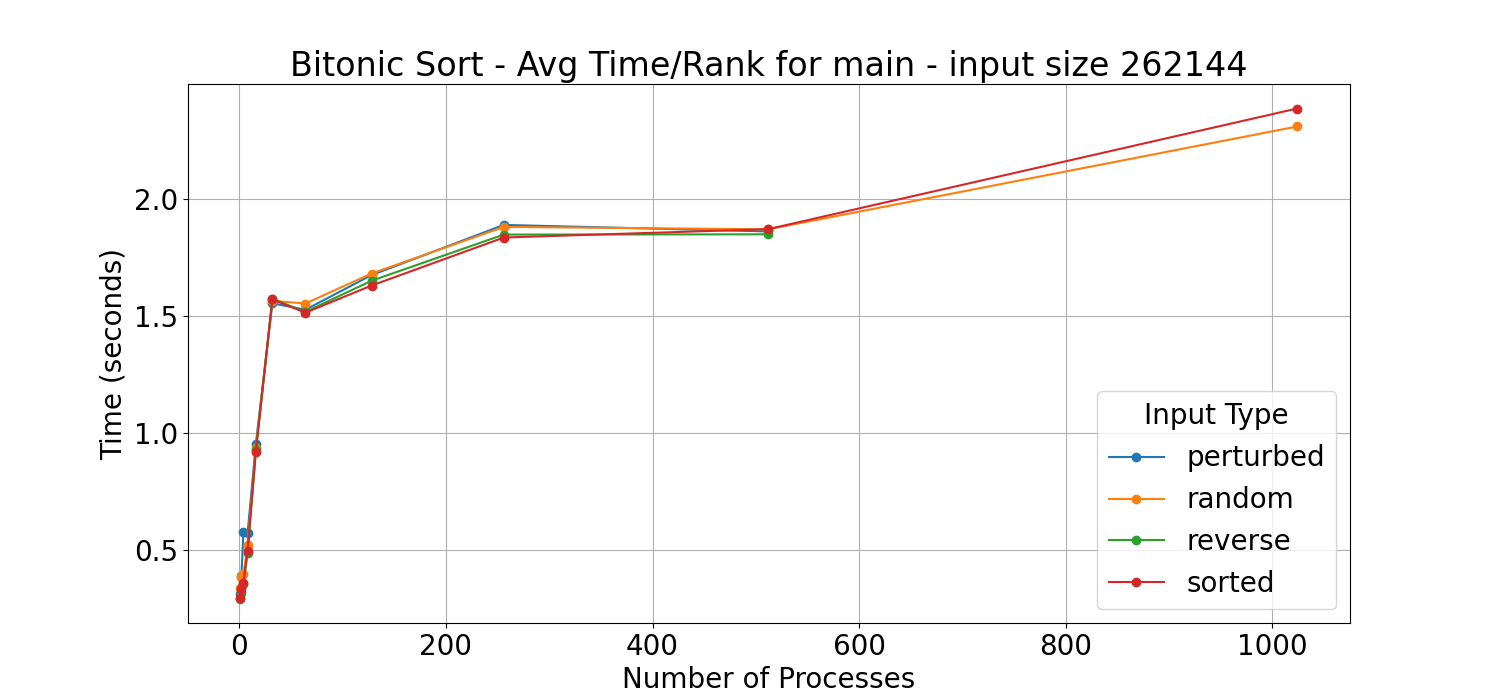 Bitonic Sort - Avg Time/Rank for main - input size 262144
Time (seconds)
2.0
1.5
1.0
0.5
Input Type
perturbed
random
reverse
sorted
0 200 400 600 800 1000
Number of Processes